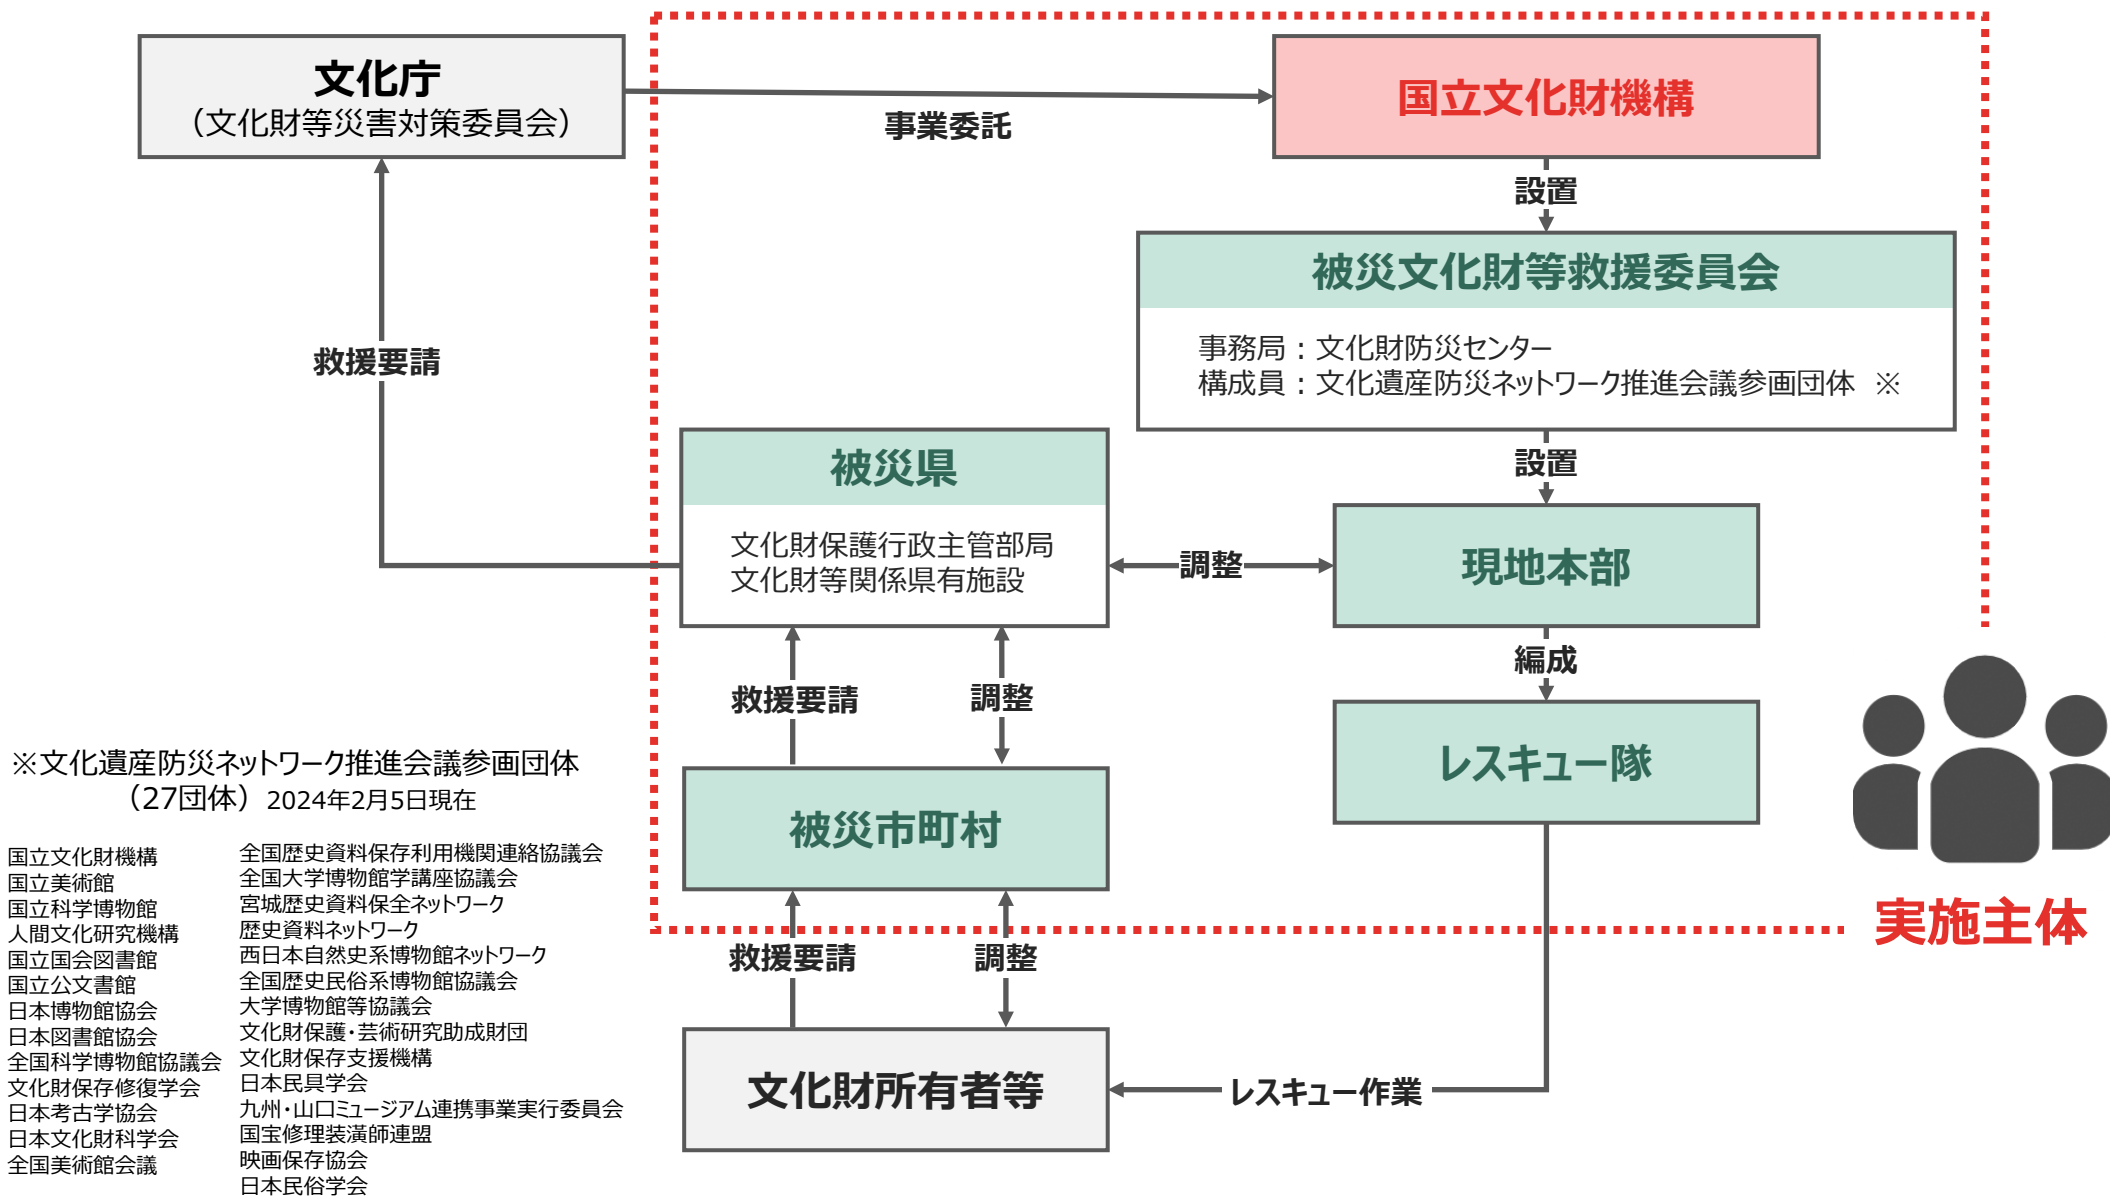 文化庁
（文化財等災害対策委員会）
事業委託
国立文化財機構
設置
被災文化財等救援委員会
事務局：文化財防災センター
構成員：文化遺産防災ネットワーク推進会議参画団体 ※
救援要請
被災県
文化財保護行政主管部局
文化財等関係県有施設
設置
調整
現地本部
編成
救援要請
調整
レスキュー隊
被災市町村
実施主体
救援要請
調整
文化財所有者等
レスキュー作業
※文化遺産防災ネットワーク推進会議参画団体
（27団体）2024年2月5日現在
国立文化財機構
国立美術館
国立科学博物館
人間文化研究機構
国立国会図書館
国立公文書館
日本博物館協会
日本図書館協会
全国科学博物館協議会
文化財保存修復学会
日本考古学協会
日本文化財科学会
全国美術館会議
全国歴史資料保存利用機関連絡協議会
全国大学博物館学講座協議会
宮城歴史資料保全ネットワーク
歴史資料ネットワーク
西日本自然史系博物館ネットワーク
全国歴史民俗系博物館協議会
大学博物館等協議会
文化財保護・芸術研究助成財団
文化財保存支援機構
日本民具学会
九州・山口ミュージアム連携事業実行委員会
国宝修理装潢師連盟
映画保存協会
日本民俗学会